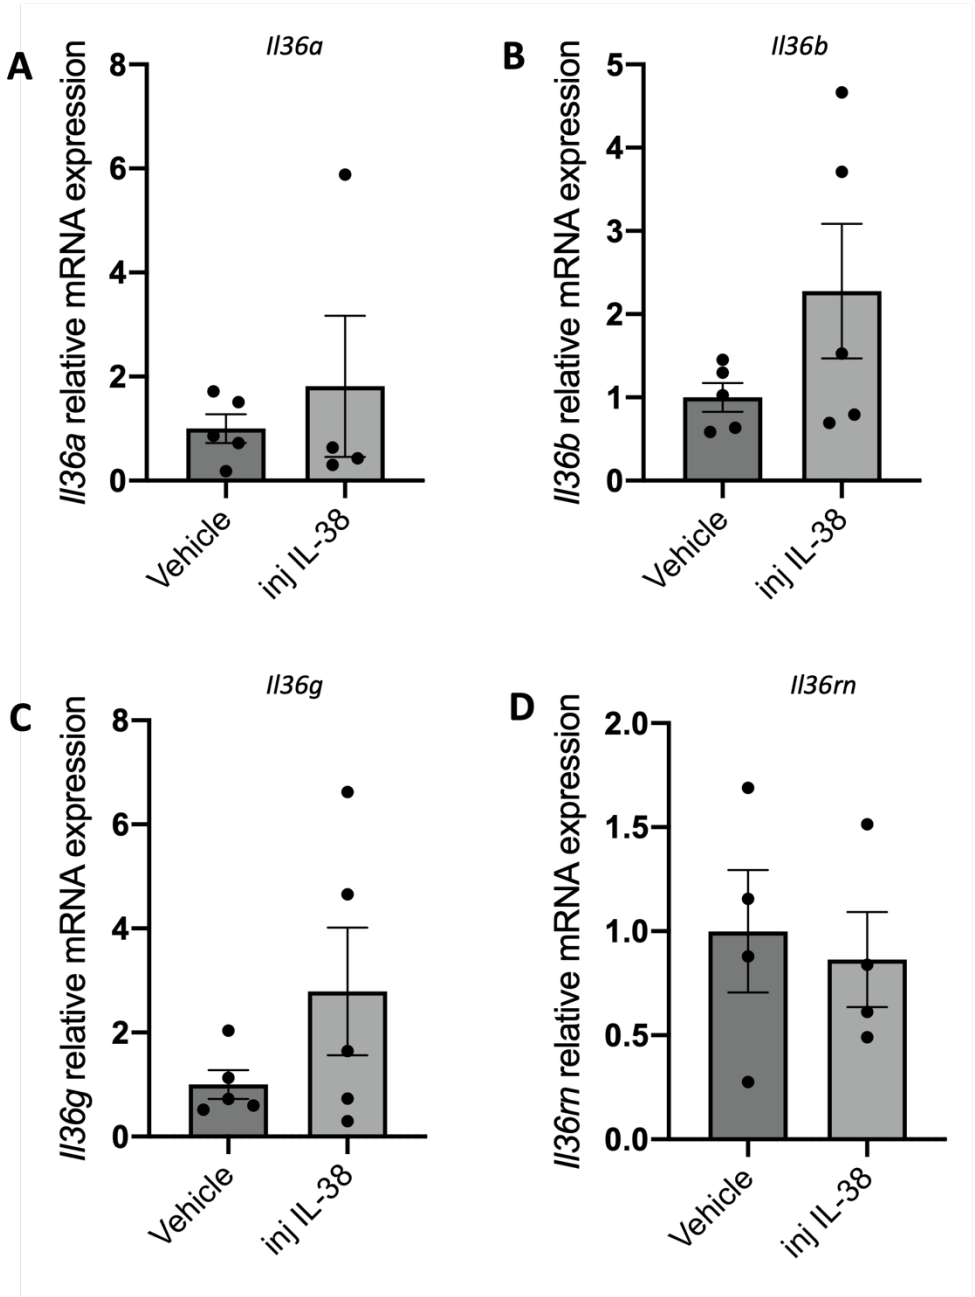 A
Il36a
Il36a relative mRNA expression
8
6
4
2
0
Vehicle
inj IL-38
B
Il36b
Il36b relative mRNA expression
5
4
3
2
1
0
Vehicle
inj IL-38
C
Il36g
Il36g relative mRNA expression
8
6
4
2
0
Vehicle
inj IL-38
D
Il36rn
Il36rn relative mRNA expression
2.0
1.5
1.0
0.5
0.0
Vehicle
inj IL-38